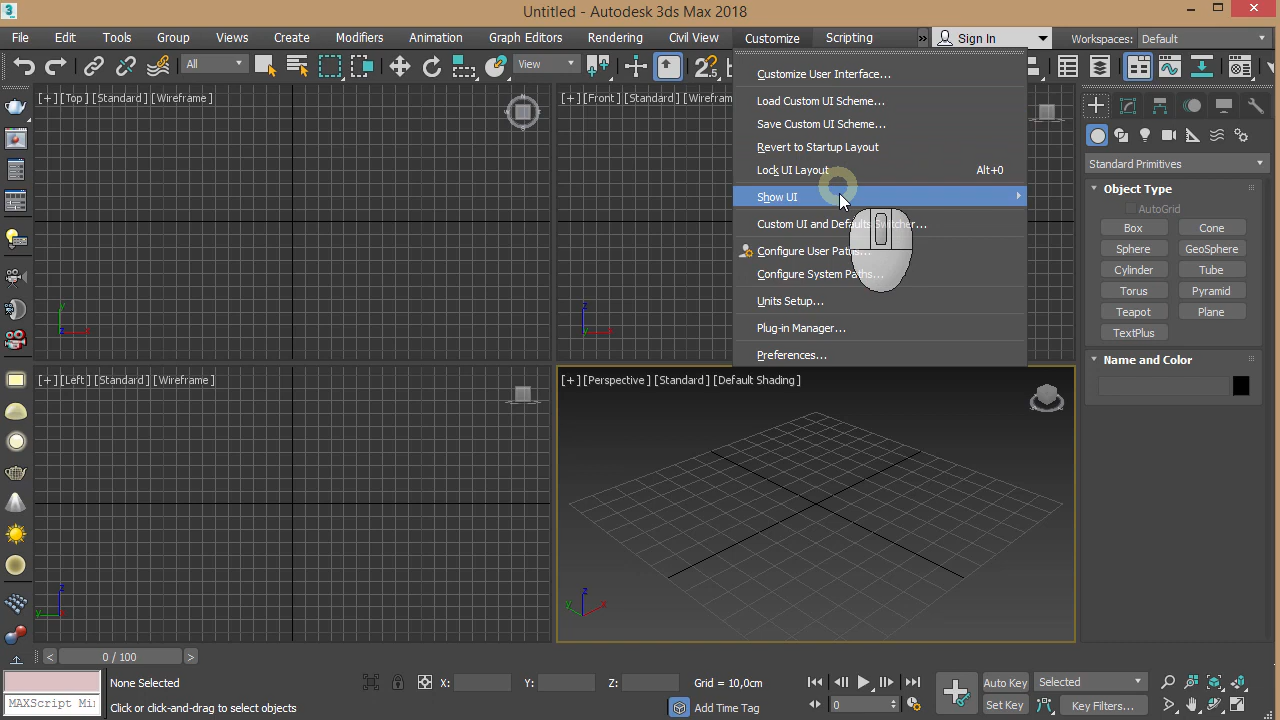 Untitled - Autodesk 3ds Max 2018
File Edit Tools Group Views Create Modifiers Animation Graph Editors Rendering Civil View Customize Scripting » Sign In Workspaces: Default
All View
[+][Top][Standard][Wireframe]
[+][Front][Standard][Wirefram
Customize User Interface...
Load Custom UI Scheme...
Save Custom UI Scheme...
Revert to Startup Layout
Lock UI Layout Alt+0
Show UI
Custom UI and Defaults Switcher...
Configure User Paths...
Configure System Paths...
Units Setup...
Plug-in Manager...
Preferences...
Standard Primitives
Object Type
AutoGrid
Box Cone
Sphere GeoSphere
Cylinder Tube
Torus Pyramid
Teapot Plane
TextPlus
Name and Color
z
y
x
z
y
x
[+][Left][Standard][Wireframe]
[+][Perspective][Standard][Default Shading]
z
y
x
z
y
x
< 0 / 100 >
None Selected X: Y: Z: Grid = 10,0cm Auto Key Selected
MAXScript Mi Click or click-and-drag to select objects Add Time Tag 0 Set Key Key Filters...